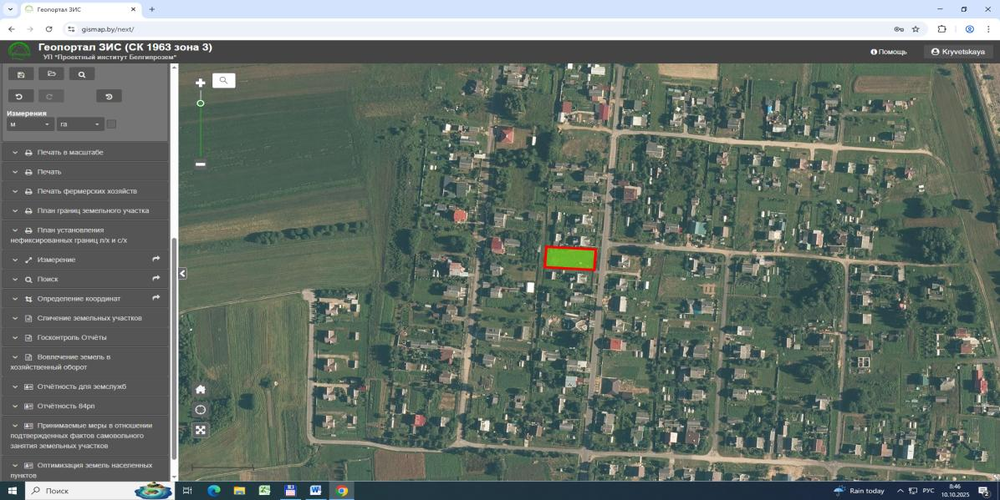 Геопортал ЗИС
gismap.by/next/
Геопортал ЗИС (СК 1963 зона 3)
УП "Проектный институт Белгипрозем"
Помощь
Kryvetskaya
Измерения
м
га
Печать в масштабе
Печать
Печать фермерских хозяйств
План границ земельного участка
План установления
нефиксированных границ л/х и с/х
Измерение
Поиск
Определение координат
Сличение земельных участков
Госконтроль Отчёты
Вовлечение земель в
хозяйственный оборот
Отчётность для земслужб
Отчётность 84рп
Принимаемые меры в отношении
подтвержденных фактов самовольного
занятия земельных участков
Оптимизация земель населенных
пунктов
Поиск
Rain today
РУС
8:46
10.10.2025
2